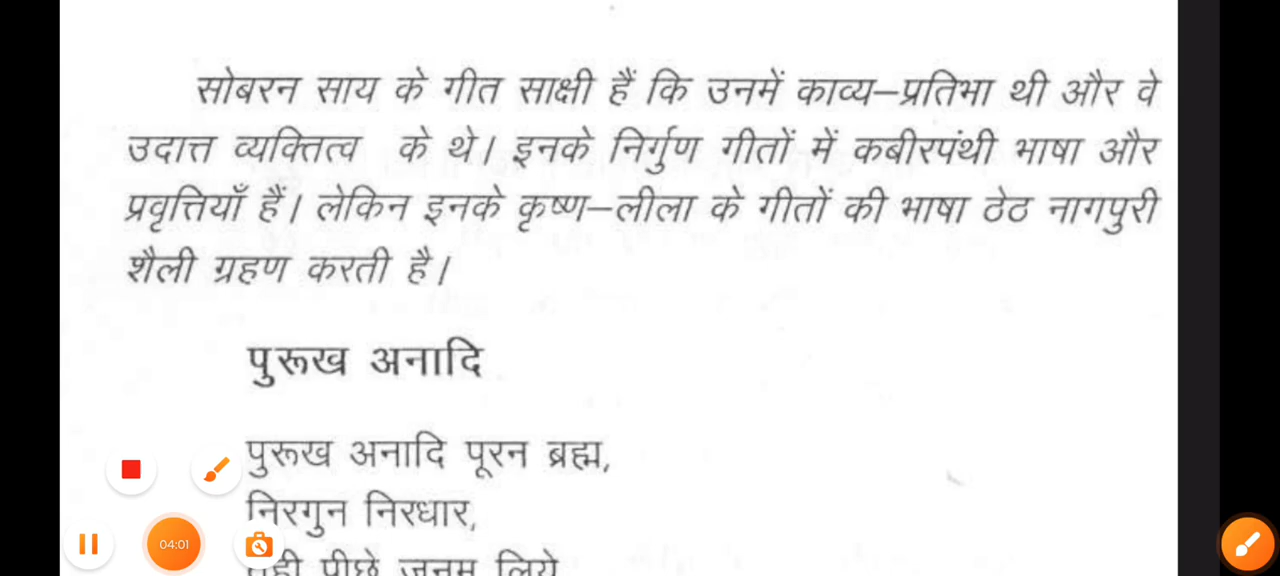 सोबरन साय के गीत साक्षी हैं कि उनमें काव्य–प्रतिभा थी और वे
उदात्त व्यक्तित्व के थे। इनके निर्गुण गीतों में कबीरपंथी भाषा और
प्रवृत्तियाँ हैं। लेकिन इनके कृष्ण–लीला के गीतों की भाषा ठेठ नागपुरी
शैली ग्रहण करती है।
पुरूख अनादि
पुरूख अनादि पूरन ब्रह्म,
निरगुन निरधार,
पीछे जनम लिये
04:01